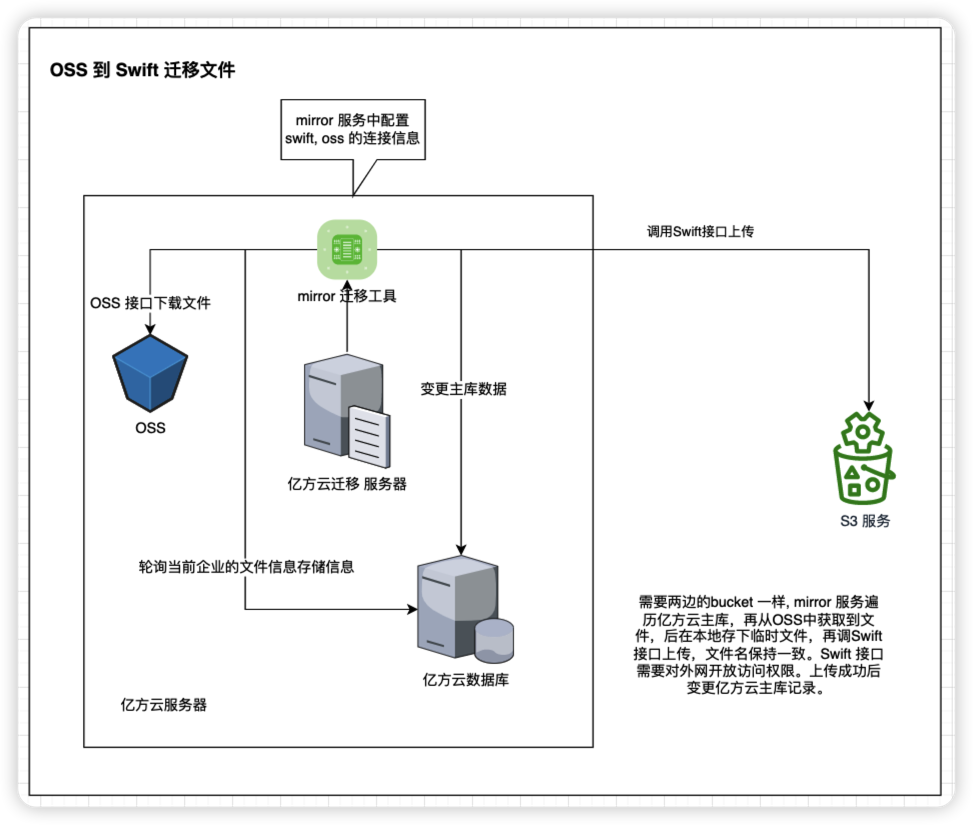 OSS 到 Swift 迁移文件
mirror 服务中配置
swift, oss 的连接信息
调用Swift接口上传
mirror 迁移工具
OSS 接口下载文件
变更主库数据
OSS
亿方云迁移 服务器
S3 服务
轮询当前企业的文件信息存储信息
需要两边的bucket 一样, mirror 服务遍
历亿方云主库，再从OSS中获取到文
件，后在本地存下临时文件，再调Swift
接口上传，文件名保持一致。Swift 接口
需要对外网开放访问权限。上传成功后
变更亿方云主库记录。
亿方云数据库
亿方云服务器